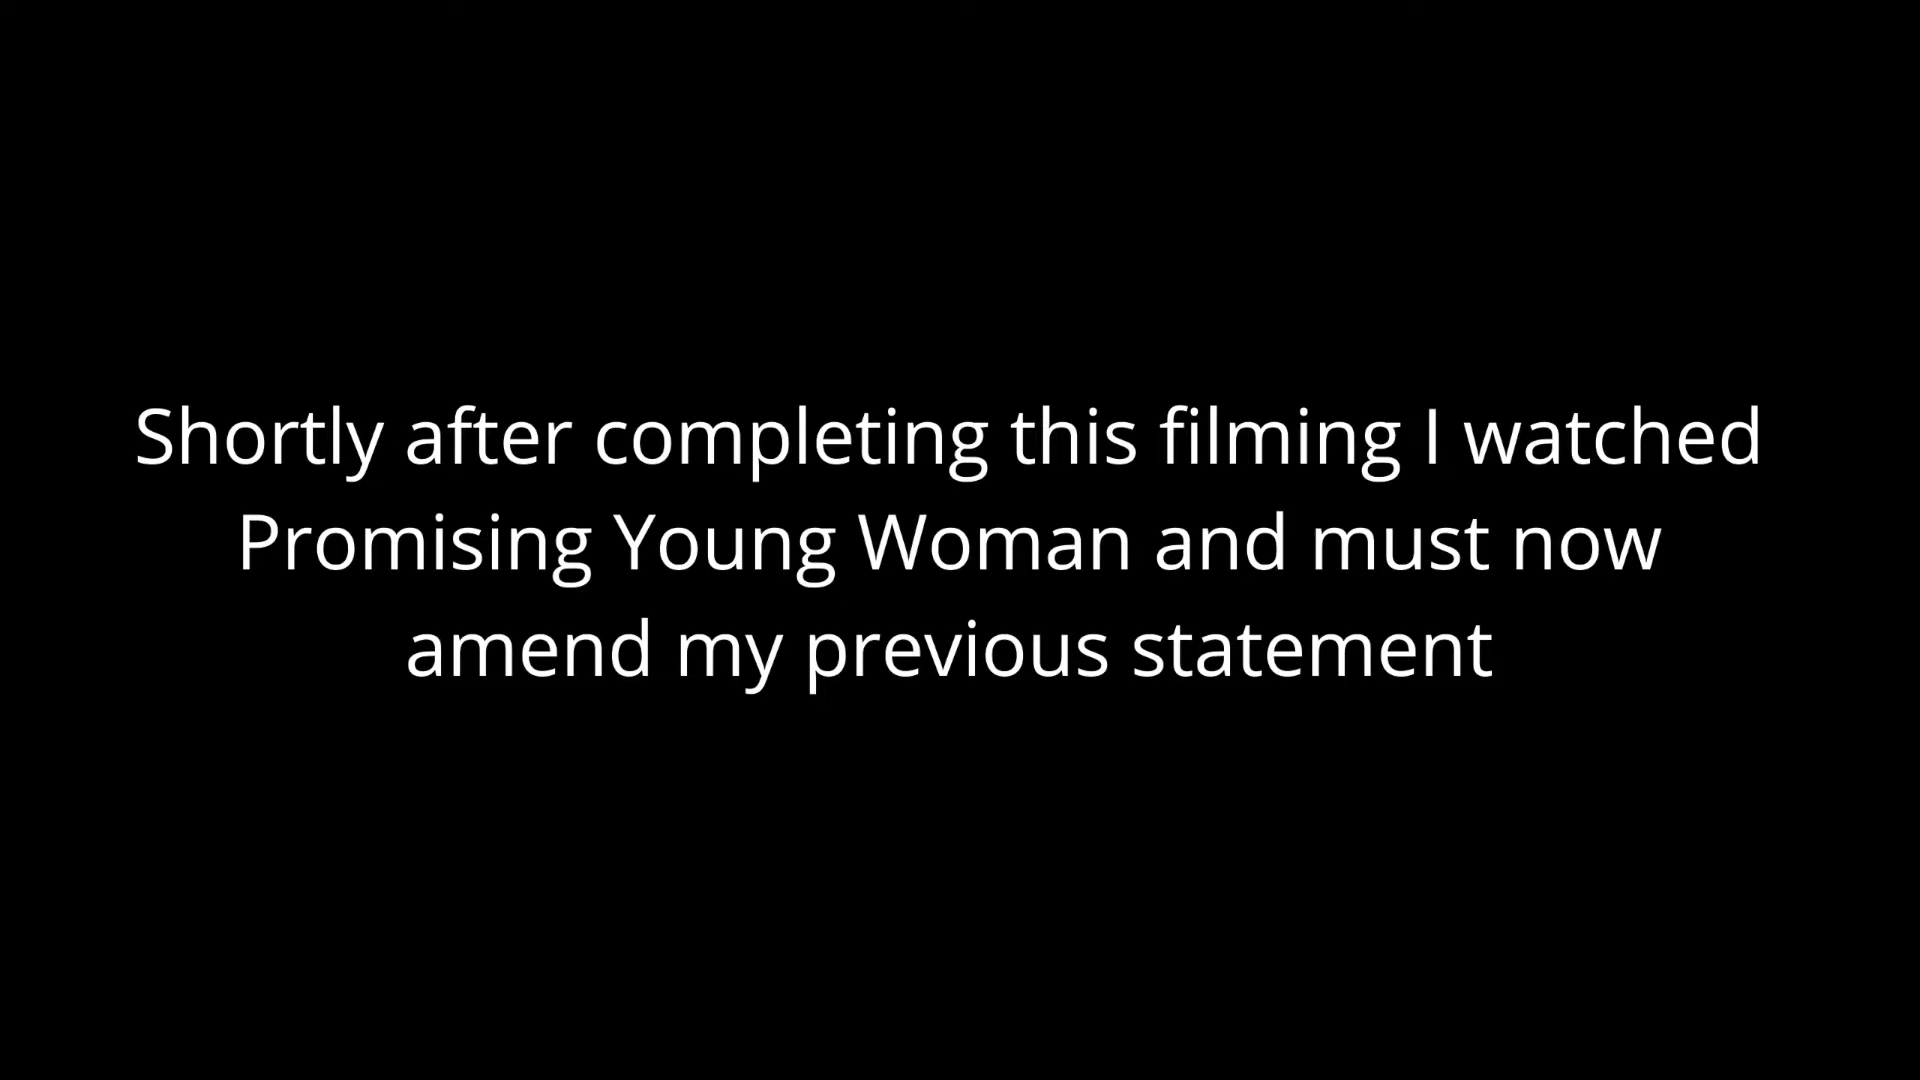 Shortly after completing this filming I watched
Promising Young Woman and must now
amend my previous statement